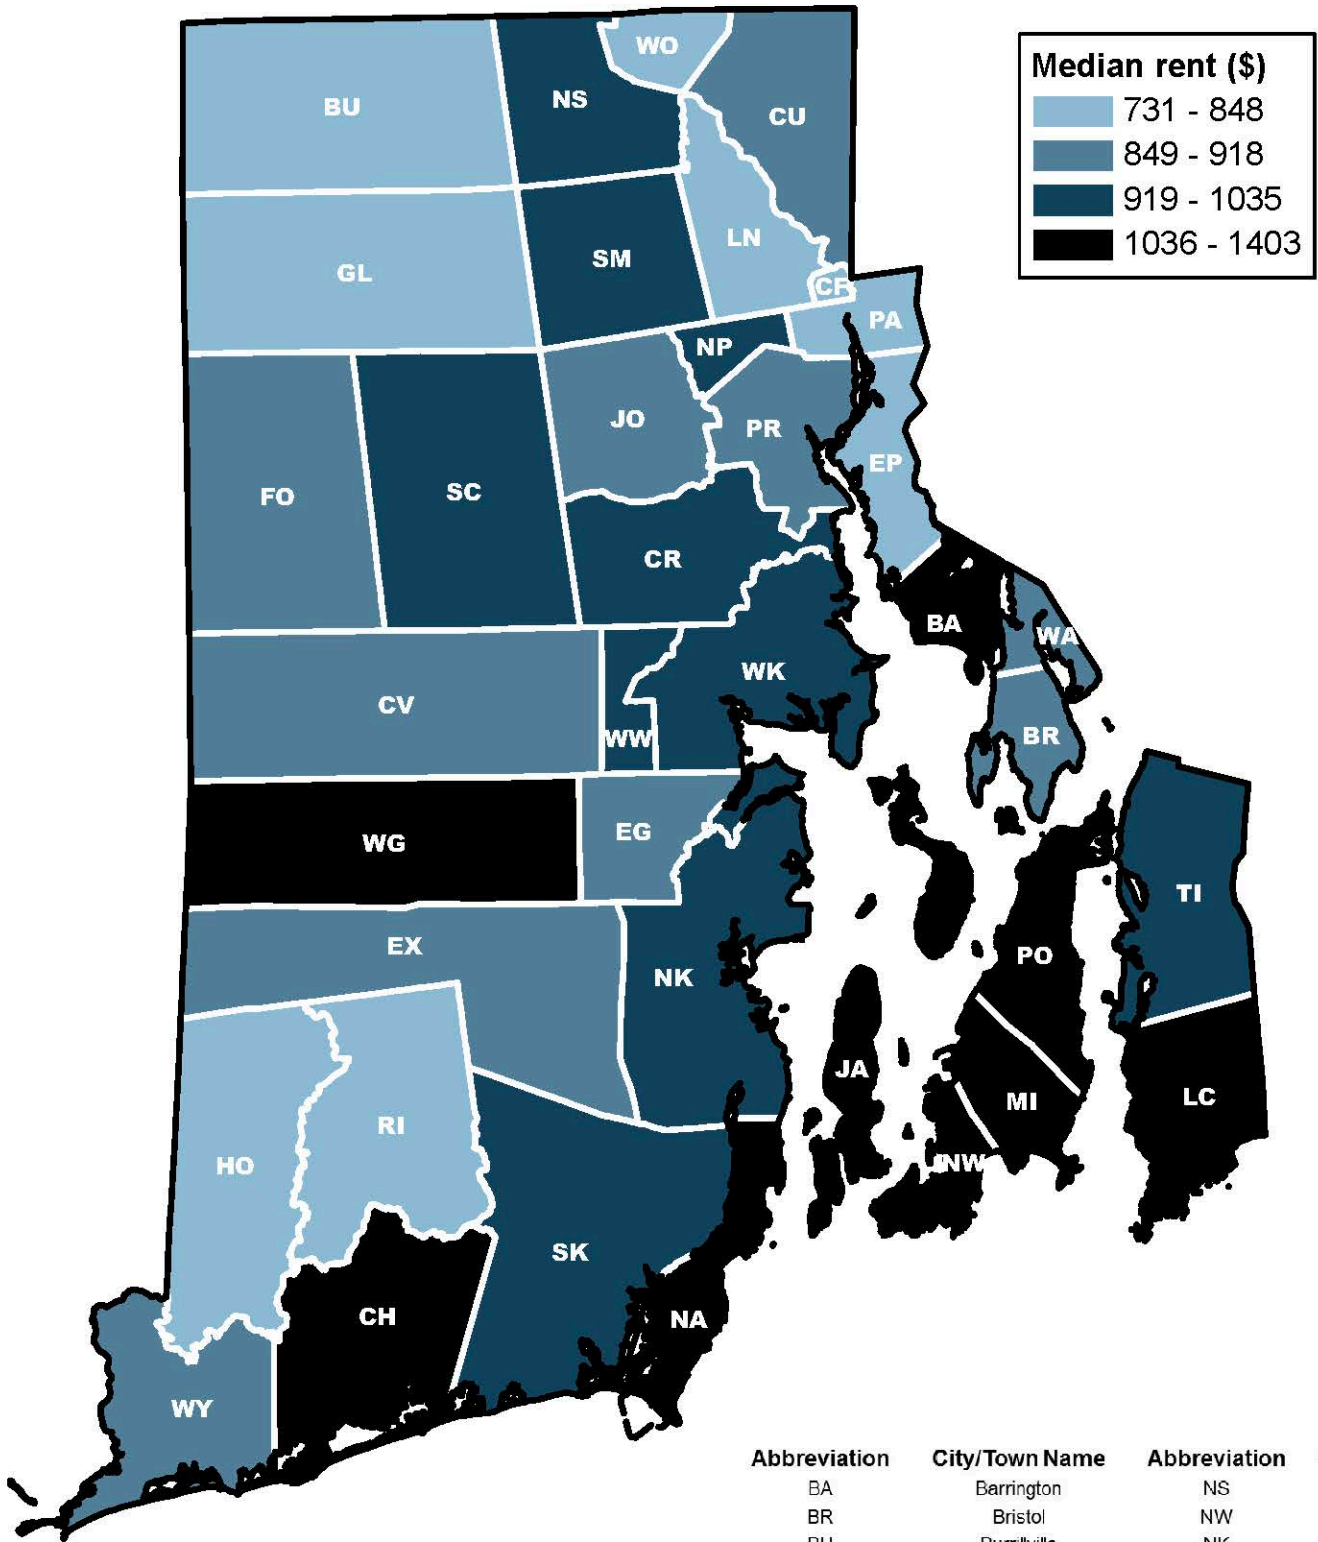 WO
BU
NS
CU
Median rent ($)
731 - 848
849 - 918
919 - 1035
1036 - 1403
LN
SM
GL
CF
PA
NP
JO
PR
EP
SC
FO
CR
BA
WA
WK
CV
WW
BR
EG
WG
TI
EX
PO
NK
JA
LC
MI
RI
NW
HO
SK
CH
NA
WY
Abbreviation City/Town Name Abbreviation
BA Barrington NS
BR Bristol NW
BU Burrillville NK